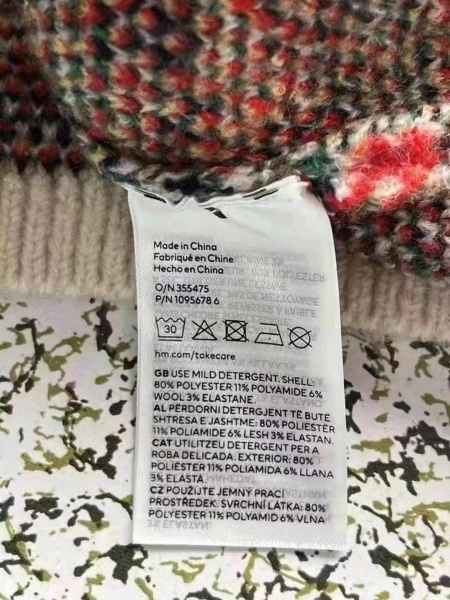 Made in China
Fabriqué en Chine
Hecho en China
O/N 355475
P/N 1095678 6
30
hm.com/takecare
GB USE MILD DETERGENT. SHELL:
80% POLYESTER 11% POLYAMIDE 6%
WOOL 3% ELASTANE.
AL PËRDORNI DETERGJENT TË BUTË
SHTRESA E JASHTME: 80% POLIESTER
11% POLIAMIDE 6% LESH 3% ELASTAN.
CAT UTILITZEU DETERGENT PER A
ROBA DELICADA. EXTERIOR: 80%
POLIÈSTER 11% POLIAMIDA 6% LLANA
3% ELASTÀ.
CZ POUŽIJTE JEMNÝ PRACÍ
PROSTŘEDEK. SVRCHNÍ LÁTKA: 80%
POLYESTER 11% POLYAMID 6% VLNA